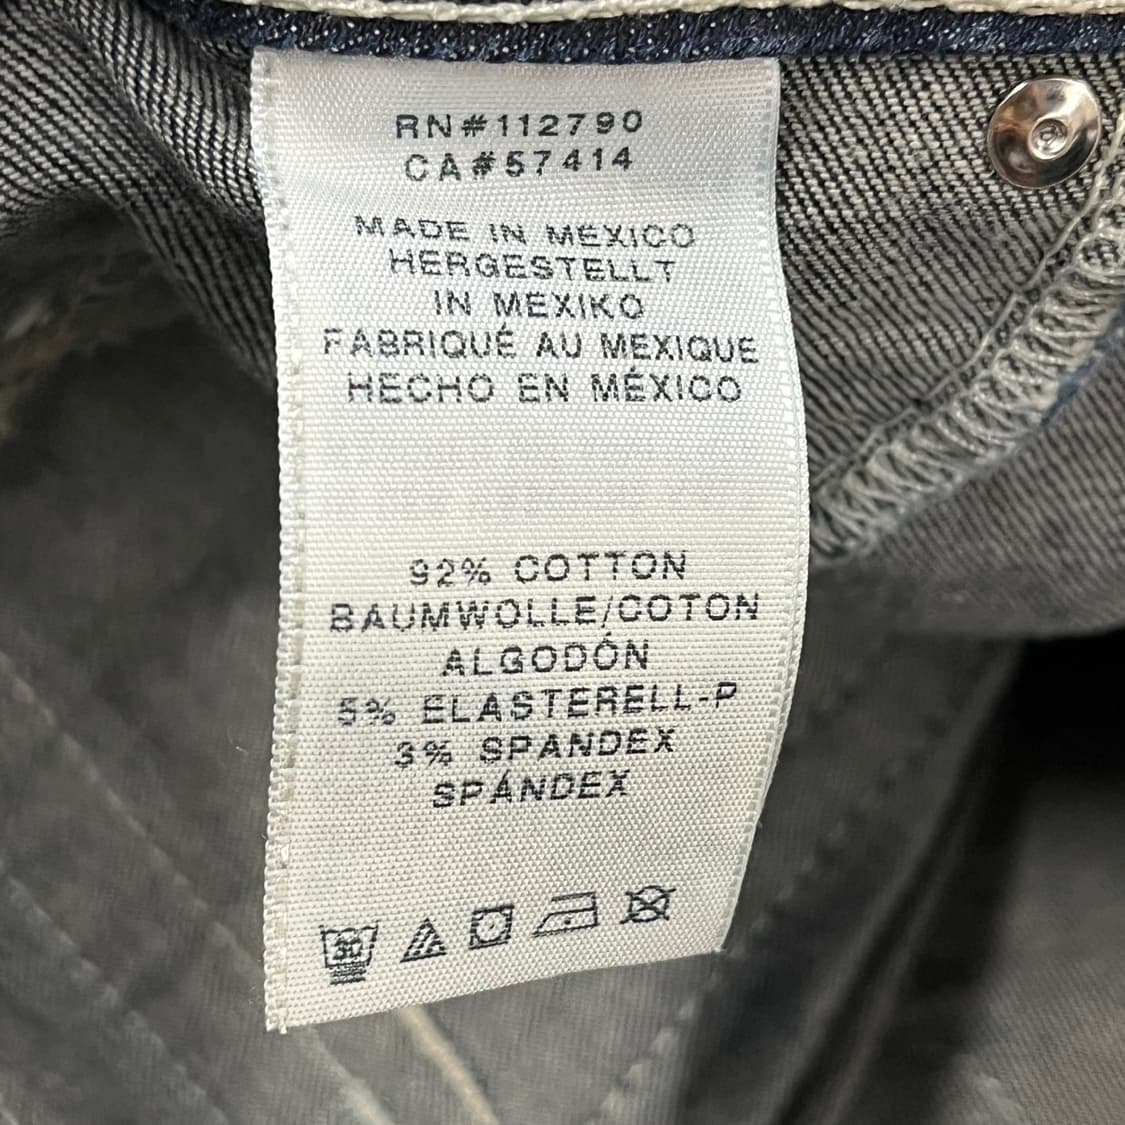 RN#112790
CA#57414
MADE IN MEXICO
HERGESTELLT
IN MEXIKO
FABRIQUÉ AU MEXIQUE
HECHO EN MÉXICO
92% COTTON
BAUMWOLLE/COTON
ALGODÓN
5% ELASTERELL-P
3% SPANDEX
SPÁNDEX
30